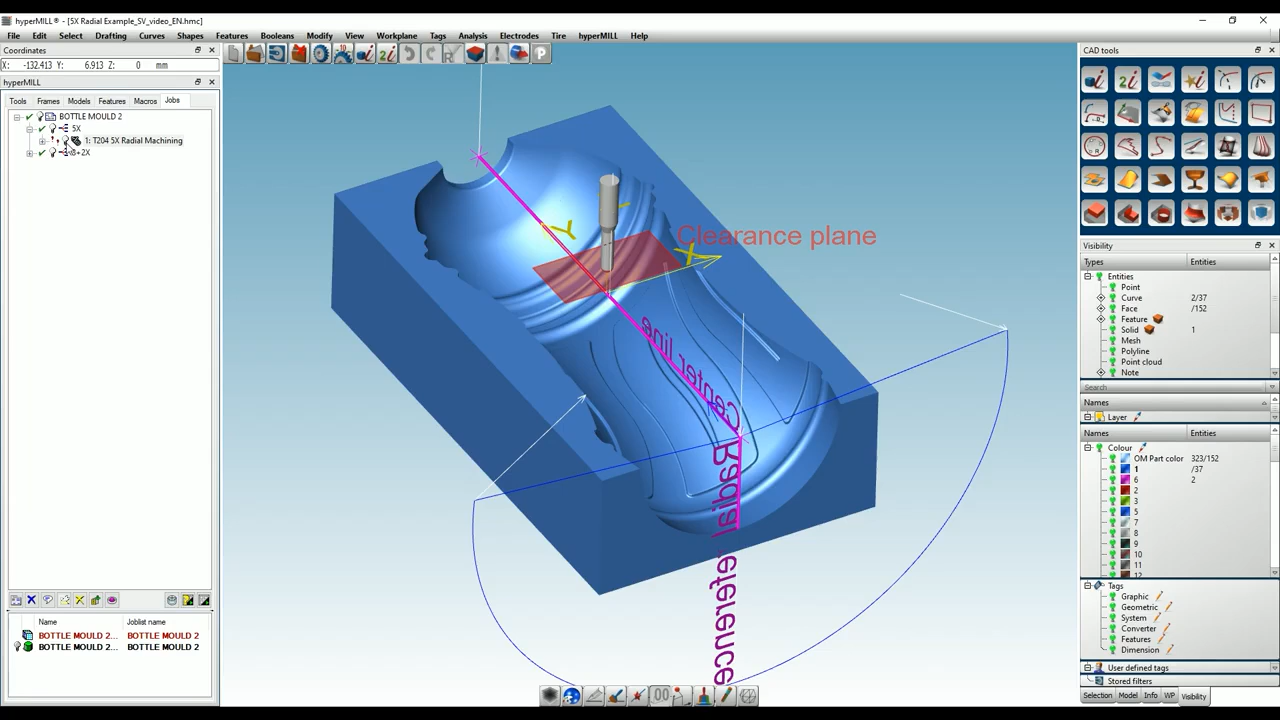 hyperMILL® - [5X Radial Example_SV_video_EN.hmc]
File Edit Select Drafting Curves Shapes Features Booleans Modify View Workplane Tags Analysis Electrodes Tire hyperMILL Help
Coordinates
X: -132.413 Y: 6.913 Z: 0 mm
hyperMILL
Tools Frames Models Features Macros Jobs
BOTTLE MOULD 2
5X
1: T204 5X Radial Machining
3+2X
Name Joblist name
BOTTLE MOULD 2... BOTTLE MOULD 2
BOTTLE MOULD 2... BOTTLE MOULD 2
Clearance plane
Y
X
Center line
Radial reference
CAD tools
Visibility
Types Entities
Entities
Point
Curve 2/37
Face /152
Feature
Solid 1
Mesh
Polyline
Point cloud
Note
Search
Names
Layer
Names Entities
Colour
OM Part color 323/152
1 /37
6 2
2
3
5
7
8
9
10
11
12
Tags
Graphic
Geometric
System
Converter
Features
Dimension
User defined tags
Stored filters
Selection Model Info WP Visibility